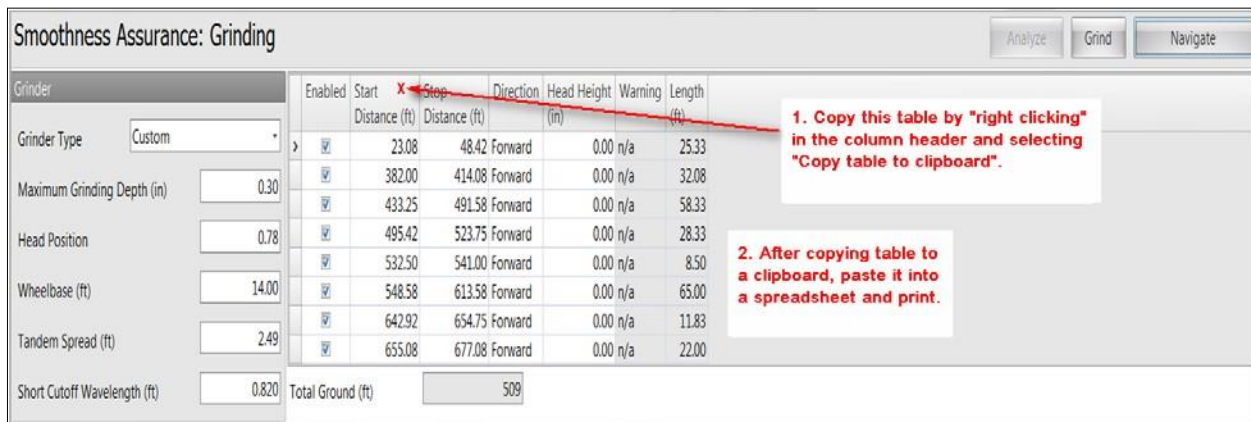 Smoothness Assurance: Grinding
Analyze Grind Navigate
Grinder
Grinder Type Custom
Maximum Grinding Depth (in) 0.30
Head Position 0.78
Wheelbase (ft) 14.00
Tandem Spread (ft) 2.49
Short Cutoff Wavelength (ft) 0.820
Enabled Start X Stop Direction Head Height Warning Length
Distance (ft) Distance (ft) (in) (ft)
23.08 48.42 Forward 0.00 n/a 25.33
382.00 414.08 Forward 0.00 n/a 32.08
433.25 491.58 Forward 0.00 n/a 58.33
495.42 523.75 Forward 0.00 n/a 28.33
532.50 541.00 Forward 0.00 n/a 8.50
548.58 613.58 Forward 0.00 n/a 65.00
642.92 654.75 Forward 0.00 n/a 11.83
655.08 677.08 Forward 0.00 n/a 22.00
Total Ground (ft) 509
1. Copy this table by "right clicking"
in the column header and selecting
"Copy table to clipboard".
2. After copying table to
a clipboard, paste it into
a spreadsheet and print.